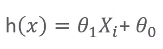 h(x) = θ₁Xᵢ+ θ₀